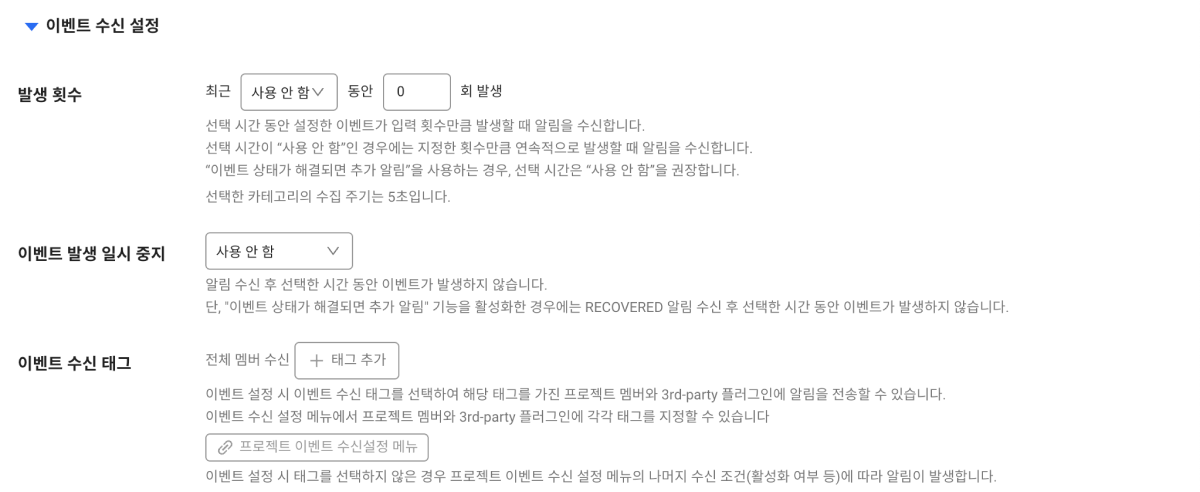 이벤트 수신 설정
발생 횟수 최근 사용 안 함 동안 0 회 발생
선택 시간 동안 설정한 이벤트가 입력 횟수만큼 발생할 때 알림을 수신합니다.
선택 시간이 “사용 안 함”인 경우에는 지정한 횟수만큼 연속적으로 발생할 때 알림을 수신합니다.
“이벤트 상태가 해결되면 추가 알림”을 사용하는 경우, 선택 시간은 “사용 안 함”을 권장합니다.
선택한 카테고리의 수집 주기는 5초입니다.
이벤트 발생 일시 중지 사용 안 함
알림 수신 후 선택한 시간 동안 이벤트가 발생하지 않습니다.
단, "이벤트 상태가 해결되면 추가 알림" 기능을 활성화한 경우에는 RECOVERED 알림 수신 후 선택한 시간 동안 이벤트가 발생하지 않습니다.
이벤트 수신 태그 전체 멤버 수신 + 태그 추가
이벤트 설정 시 이벤트 수신 태그를 선택하여 해당 태그를 가진 프로젝트 멤버와 3rd-party 플러그인에 알림을 전송할 수 있습니다.
이벤트 수신 설정 메뉴에서 프로젝트 멤버와 3rd-party 플러그인에 각각 태그를 지정할 수 있습니다
프로젝트 이벤트 수신설정 메뉴
이벤트 설정 시 태그를 선택하지 않은 경우 프로젝트 이벤트 수신 설정 메뉴의 나머지 수신 조건(활성화 여부 등)에 따라 알림이 발생합니다.